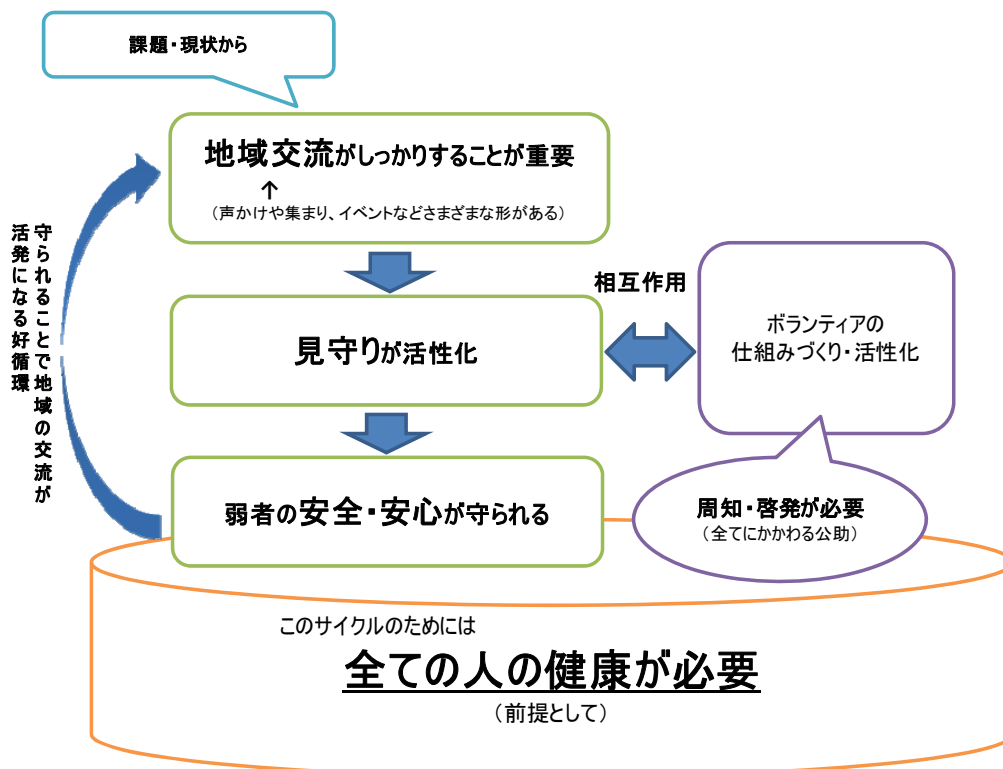 課題・現状から
地域交流がしっかりすることが重要
↑
（声かけや集まり、イベントなどさまざまな形がある）
守られることで地域の交流が
活発になる好循環
相互作用
見守りが活性化
ボランティアの
仕組みづくり・活性化
弱者の安全・安心が守られる
周知・啓発が必要
（全てにかかわる公助）
このサイクルのためには
全ての人の健康が必要
（前提として）